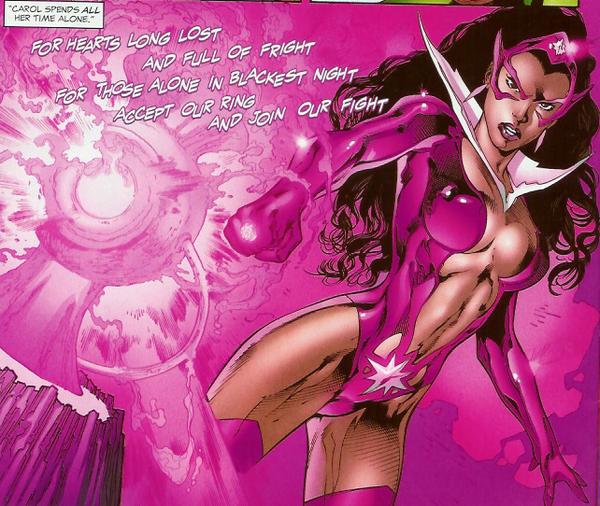 "CAROL SPENDS ALL
HER TIME ALONE."
FOR HEARTS LONG LOST
AND FULL OF FRIGHT
FOR THOSE ALONE IN BLACKEST NIGHT
ACCEPT OUR RING
AND JOIN OUR FIGHT